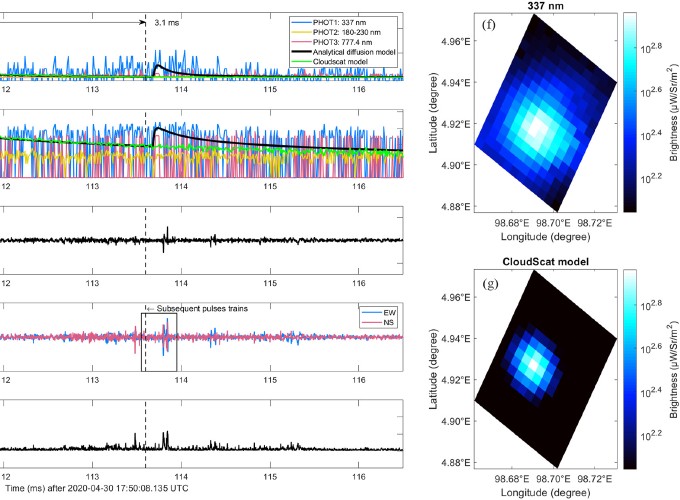 3.1 ms
PHOT1: 337 nm
PHOT2: 180-230 nm
PHOT3: 777.4 nm
Analytical diffusion model
Cloudscat model
12 113 114 115 116
12 113 114 115 116
12 113 114 115 116
← Subsequent pulses trains
EW
NS
12 113 114 115 116
12 113 114 115 116
Time (ms) after 2020-04-30 17:50:08.135 UTC
337 nm
(f)
4.96°E
4.94°E
4.92°E
4.90°E
4.88°E
Latitude (degree)
98.68°E 98.70°E 98.72°E
Longitude (degree)
10^2.8
10^2.6
10^2.4
10^2.2
Brightness (μW/Sr/m²)
CloudScat model
(g)
4.96°E
4.94°E
4.92°E
4.90°E
4.88°E
Latitude (degree)
98.68°E 98.70°E 98.72°E
Longitude (degree)
10^2.8
10^2.6
10^2.4
10^2.2
Brightness (μW/Sr/m²)